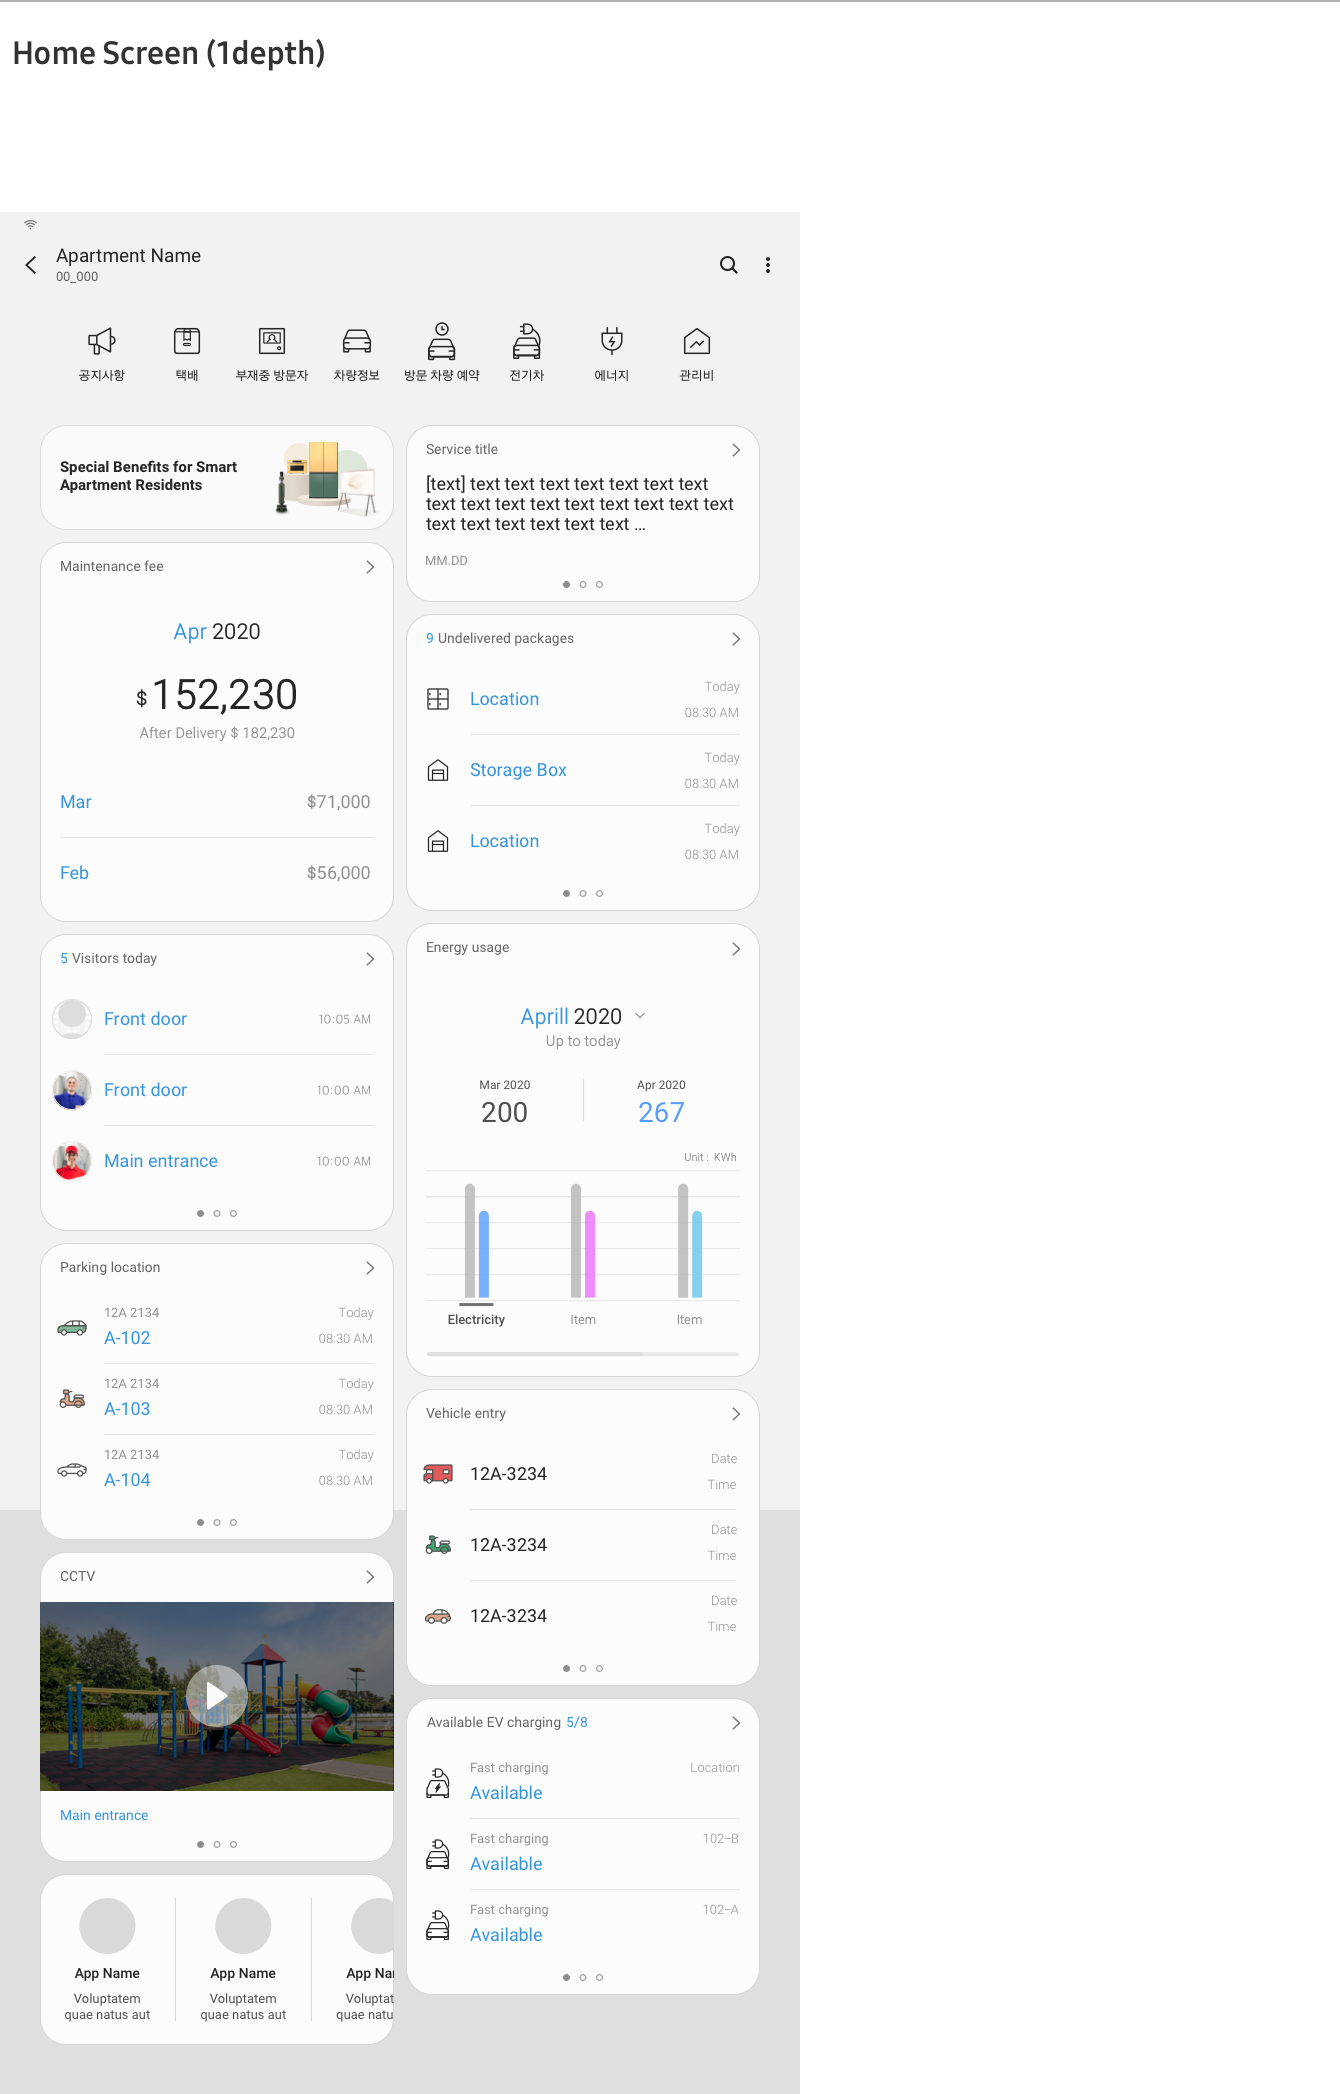 Home Screen (1depth)
Apartment Name
00_000
공지사항
택배
부재중 방문자
차량정보
방문 차량 예약
전기차
에너지
관리비
Special Benefits for Smart
Apartment Residents
Maintenance fee
Apr 2020
$ 152,230
After Delivery $ 182,230
Mar $71,000
Feb $56,000
5 Visitors today
Front door 10:05 AM
Front door 10:00 AM
Main entrance 10:00 AM
Parking location
12A 2134 Today
A-102 08:30 AM
12A 2134 Today
A-103 08:30 AM
12A 2134 Today
A-104 08:30 AM
CCTV
Main entrance
App Name
Voluptatem
quae natus aut
App Name
Voluptatem
quae natus aut
App Nar
Voluptat
quae natu
Service title
[text] text text text text text text text
text text text text text text text text text
text text text text text text ...
MM.DD
9 Undelivered packages
Location Today
08:30 AM
Storage Box Today
08:30 AM
Location Today
08:30 AM
Energy usage
Aprill 2020
Up to today
Mar 2020
200
Apr 2020
267
Unit : KWh
Electricity
Item
Item
Vehicle entry
12A-3234 Date
Time
12A-3234 Date
Time
12A-3234 Date
Time
Available EV charging 5/8
Fast charging Location
Available
Fast charging 102-B
Available
Fast charging 102-A
Available